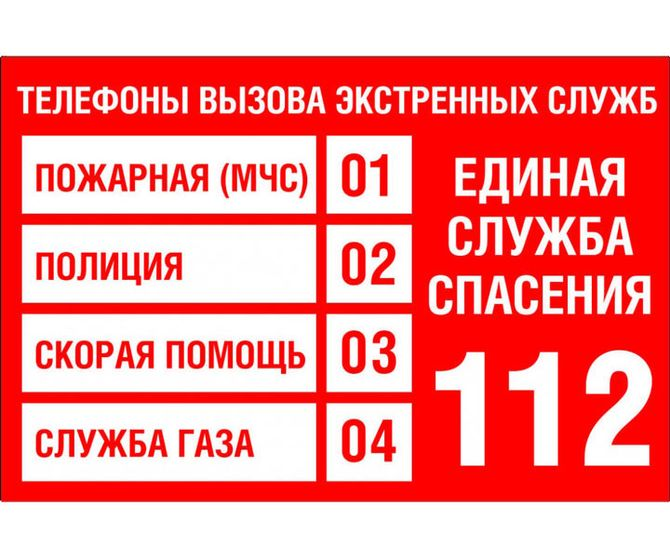 ТЕЛЕФОНЫ ВЫЗОВА ЭКСТРЕННЫХ СЛУЖБ
ПОЖАРНАЯ (МЧС) 01
ПОЛИЦИЯ 02
СКОРАЯ ПОМОЩЬ 03
СЛУЖБА ГАЗА 04
ЕДИНАЯ
СЛУЖБА
СПАСЕНИЯ
112